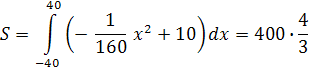 S = ∫_{-40}^{40} (− 1/160 x² + 10) dx = 400 · 4/3